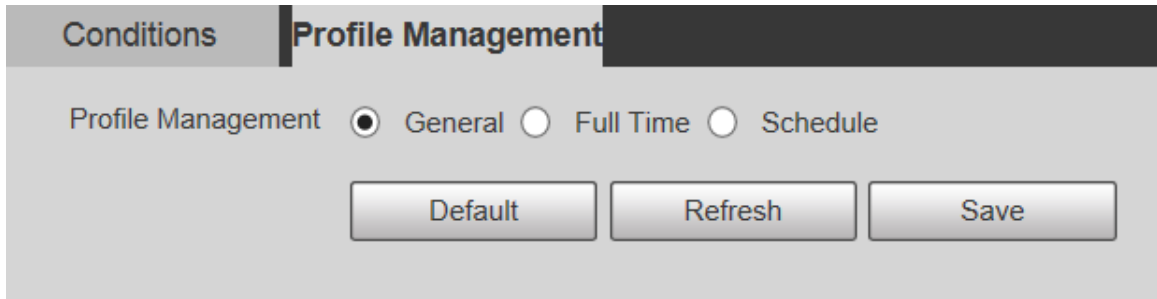 Conditions Profile Management
Profile Management General Full Time Schedule
Default Refresh Save